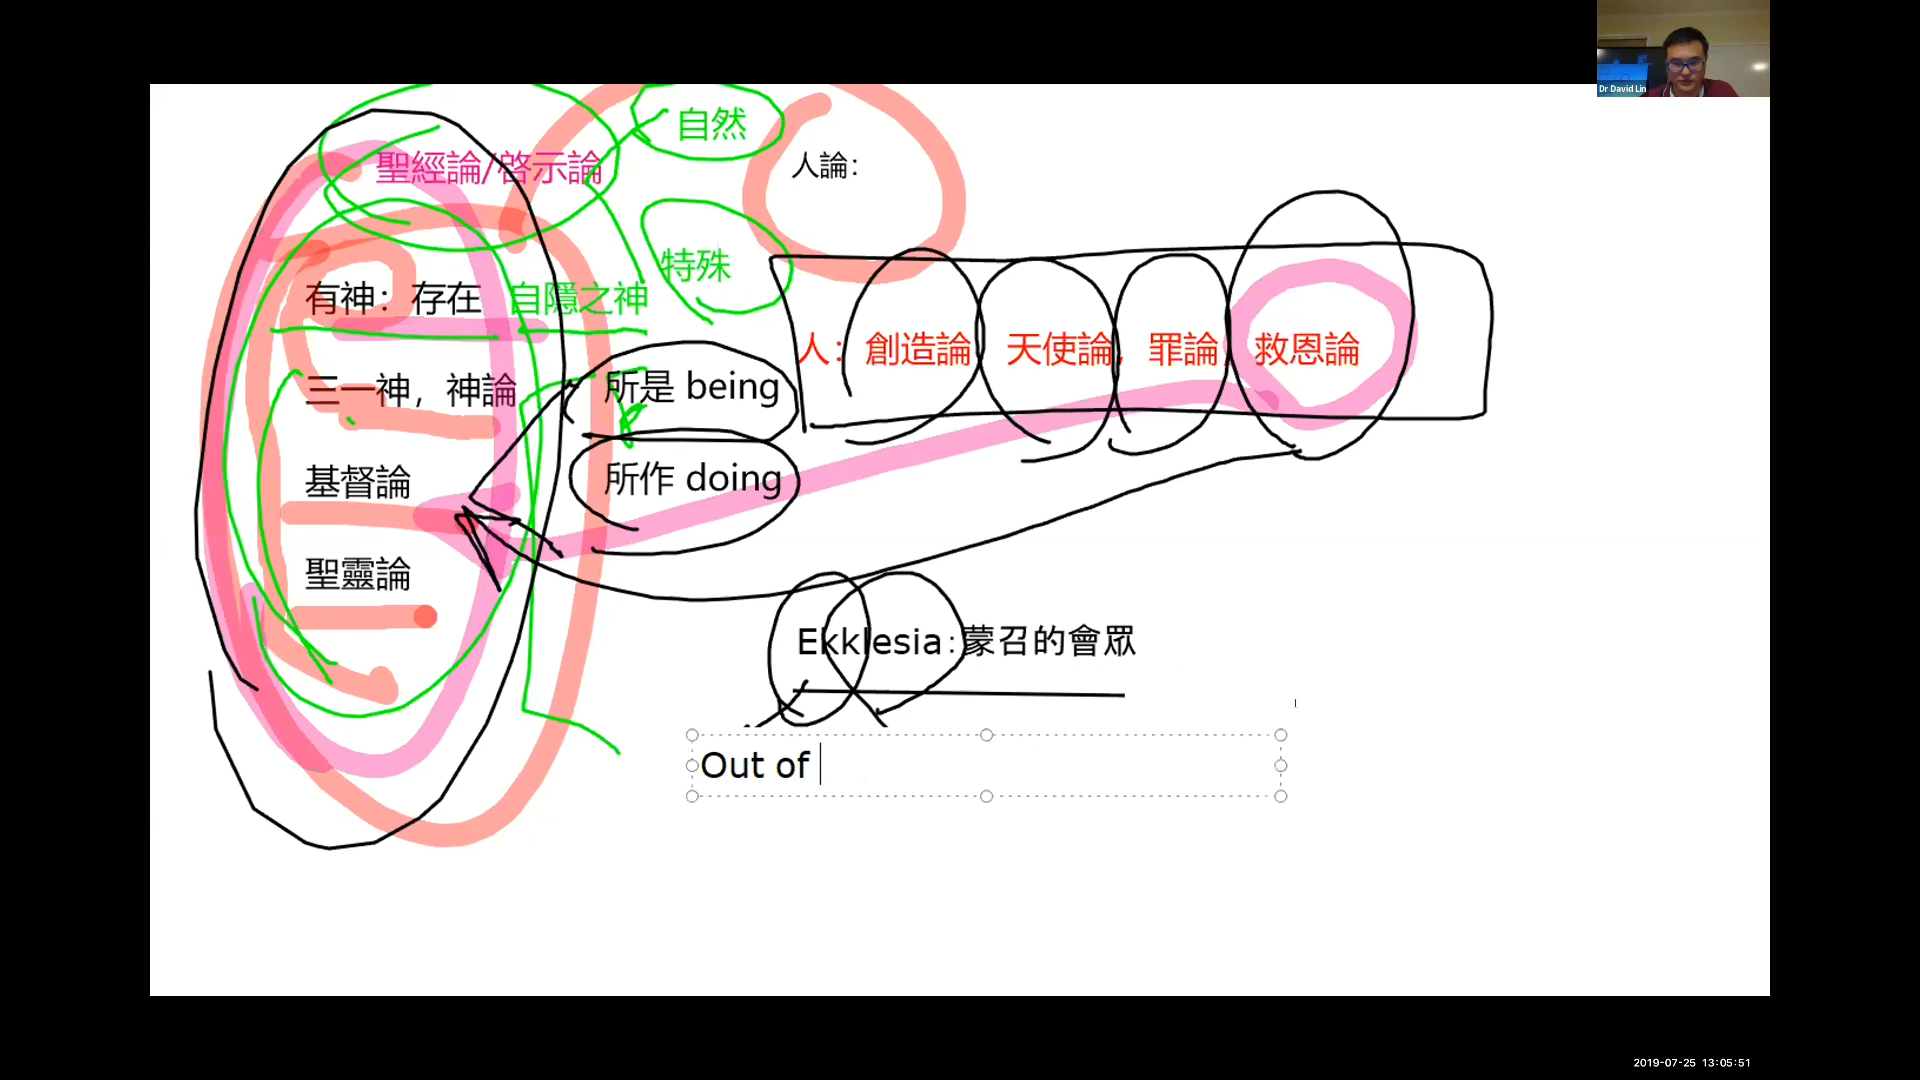 Dr David Lin
自然
聖經論/啓示論
人論：
特殊
有神：存在 自隱之神
人：創造論 天使論，罪論，救恩論
三一神，神論 所是 being
基督論 所作 doing
聖靈論
Ekklesia:蒙召的會眾
Out of
2019-07-25 13:05:51